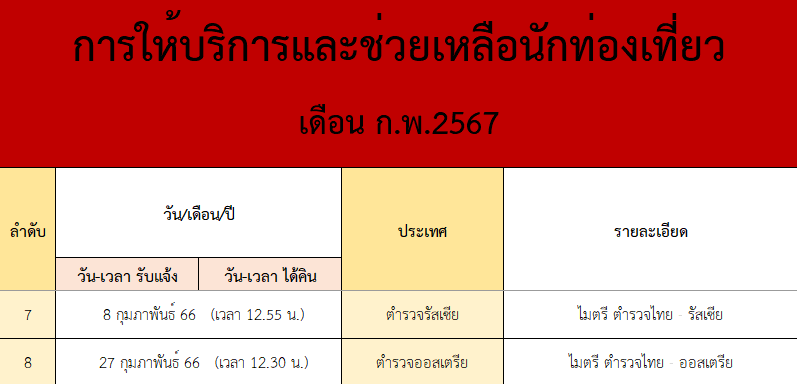 การให้บริการและช่วยเหลือนักท่องเที่ยว
เดือน ก.พ.2567
ลำดับ วัน/เดือน/ปี ประเทศ รายละเอียด
วัน-เวลา รับแจ้ง วัน-เวลา ได้คืน
7 8 กุมภาพันธ์ 66 (เวลา 12.55 น.) ตำรวจรัสเซีย ไมตรี ตำรวจไทย - รัสเซีย
8 27 กุมภาพันธ์ 66 (เวลา 12.30 น.) ตำรวจออสเตรีย ไมตรี ตำรวจไทย - ออสเตรีย